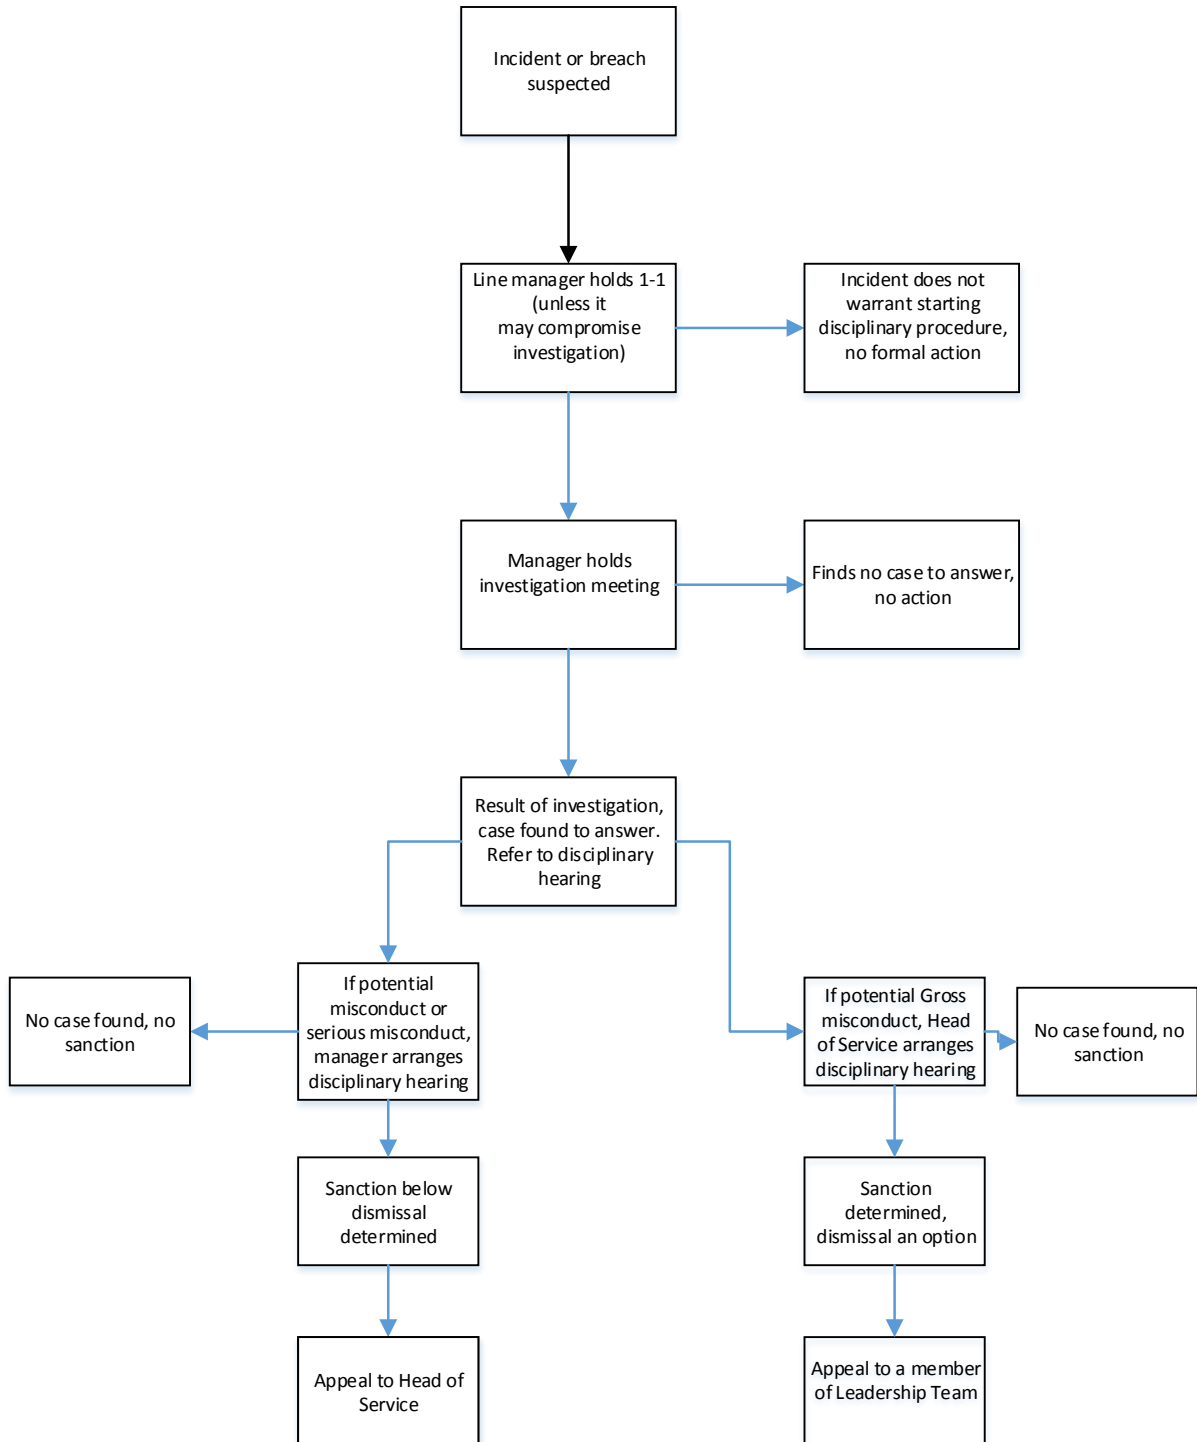 Incident or breach
suspected
Line manager holds 1-1
(unless it
may compromise
investigation)
Incident does not
warrant starting
disciplinary procedure,
no formal action
Manager holds
investigation meeting
Finds no case to answer,
no action
Result of investigation,
case found to answer.
Refer to disciplinary
hearing
No case found, no
sanction
If potential
misconduct or
serious misconduct,
manager arranges
disciplinary hearing
If potential Gross
misconduct, Head
of Service arranges
disciplinary hearing
No case found, no
sanction
Sanction below
dismissal
determined
Sanction
determined,
dismissal an option
Appeal to Head of
Service
Appeal to a member
of Leadership Team